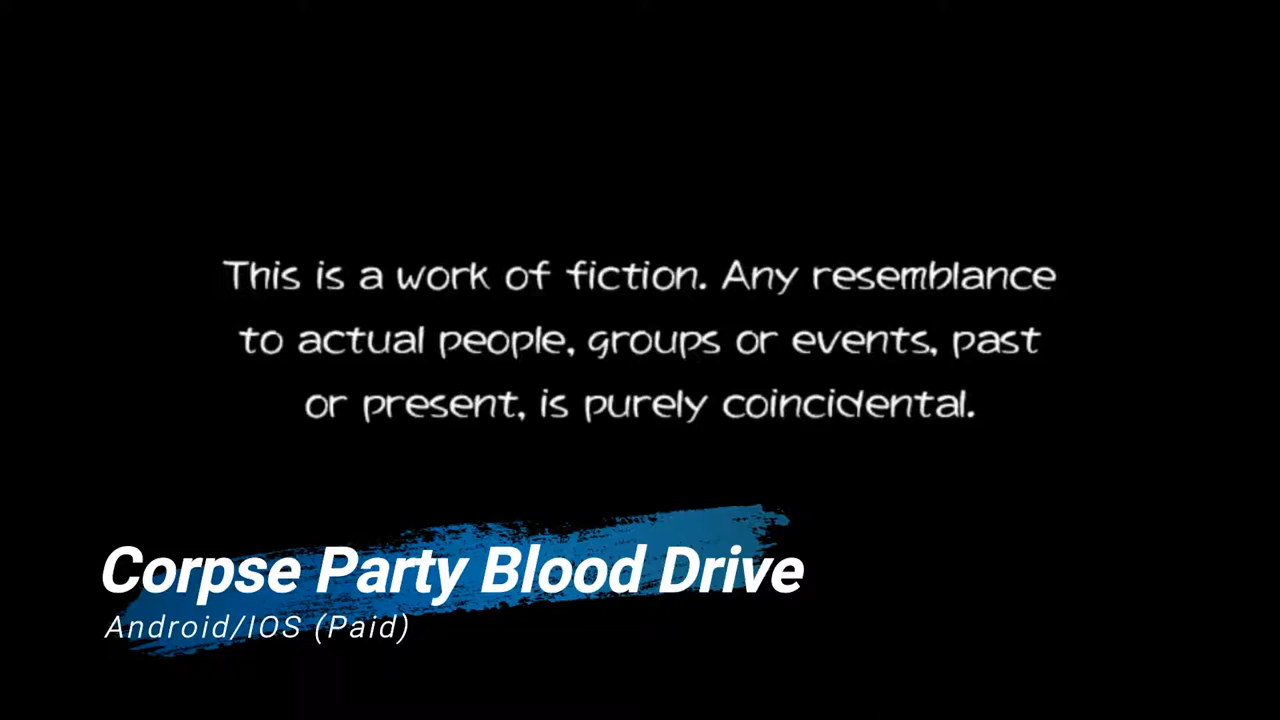 This is a work of fiction. Any resemblance
to actual people, groups or events, past
or present, is purely coincidental.
Corpse Party Blood Drive
Android/IOS (Paid)